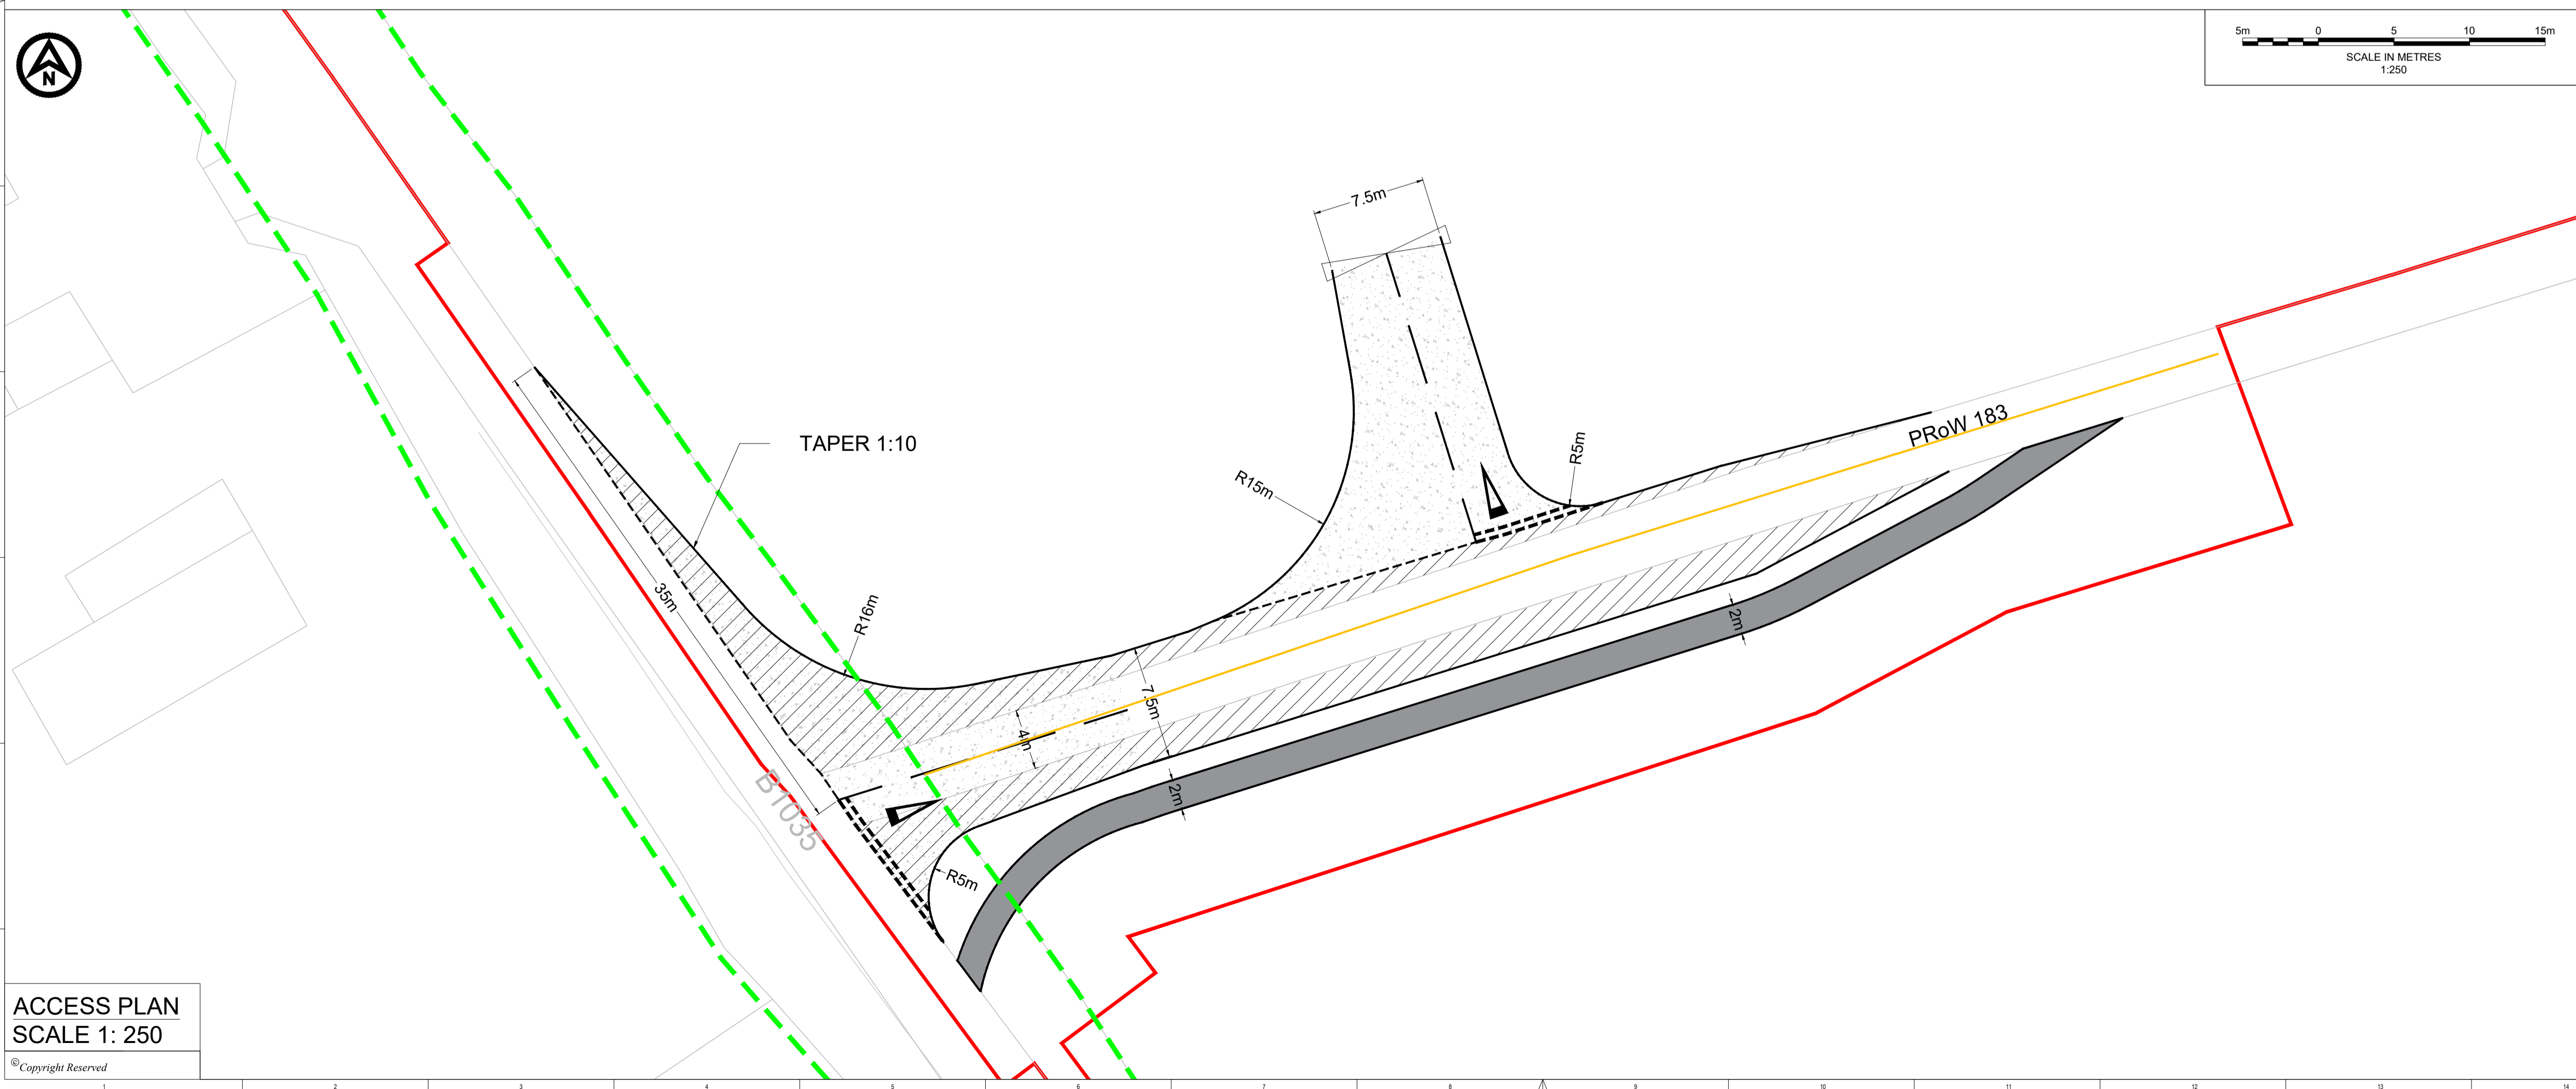 N
5m 0 5 10 15m
SCALE IN METRES
1:250
7.5m
PRoW 183
TAPER 1:10
R5m
R15m
35m
R16m
2m
7.5m
4m
2m
B1035
R5m
ACCESS PLAN
SCALE 1: 250
©Copyright Reserved
1 2 3 4 5 6 7 8 9 10 11 12 13 14